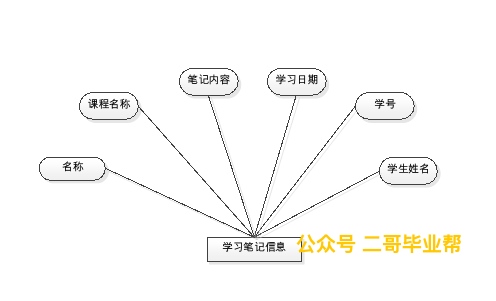 笔记内容
学习日期
课程名称
学号
名称
学生姓名
学习笔记信息
公众号 二哥毕业帮